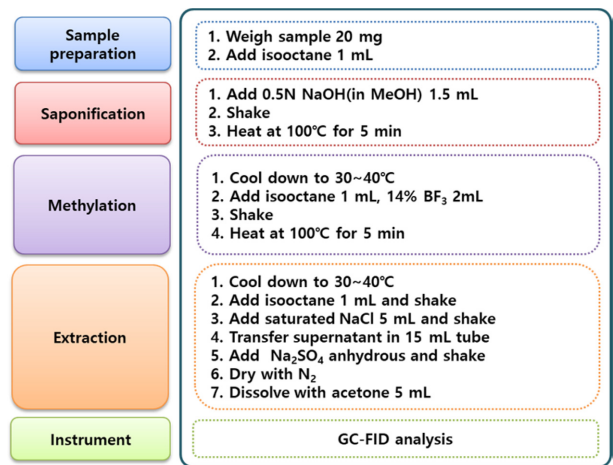 Sample
preparation
1. Weigh sample 20 mg
2. Add isooctane 1 mL
Saponification
1. Add 0.5N NaOH(in MeOH) 1.5 mL
2. Shake
3. Heat at 100℃ for 5 min
Methylation
1. Cool down to 30~40℃
2. Add isooctane 1 mL, 14% BF₃ 2mL
3. Shake
4. Heat at 100℃ for 5 min
Extraction
1. Cool down to 30~40℃
2. Add isooctane 1 mL and shake
3. Add saturated NaCl 5 mL and shake
4. Transfer supernatant in 15 mL tube
5. Add Na₂SO₄ anhydrous and shake
6. Dry with N₂
7. Dissolve with acetone 5 mL
Instrument
GC-FID analysis